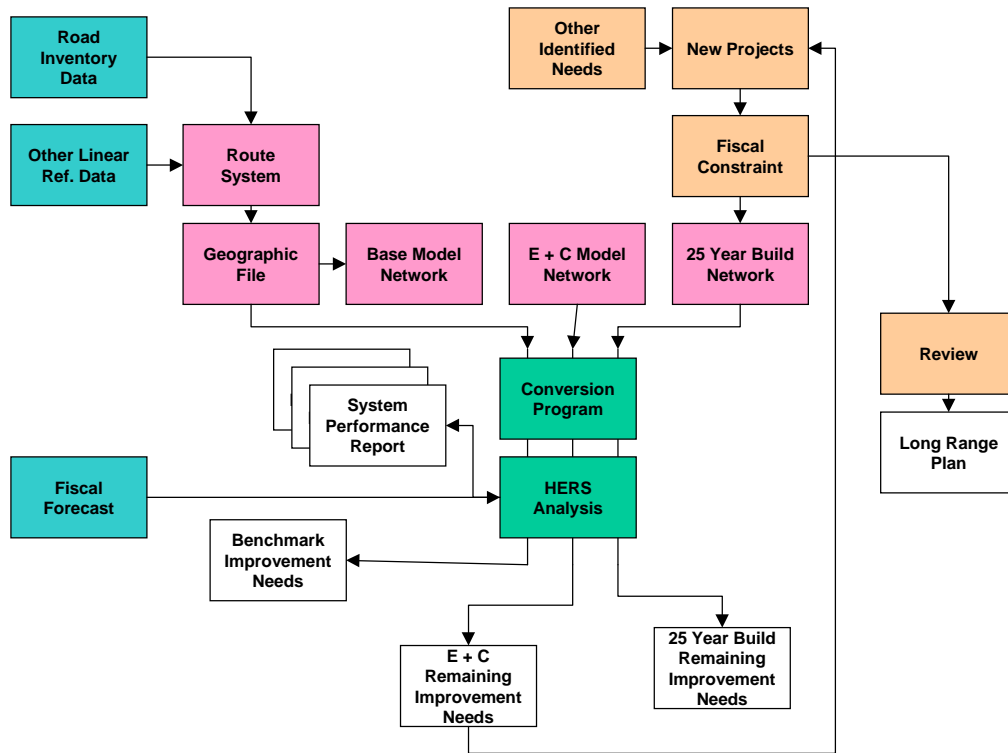 Road
Inventory
Data
Other
Identified
Needs
New Projects
Other Linear
Ref. Data
Route
System
Fiscal
Constraint
Geographic
File
Base Model
Network
E + C Model
Network
25 Year Build
Network
Review
Conversion
Program
System
Performance
Report
Long Range
Plan
Fiscal
Forecast
HERS
Analysis
Benchmark
Improvement
Needs
E + C
Remaining
Improvement
Needs
25 Year Build
Remaining
Improvement
Needs